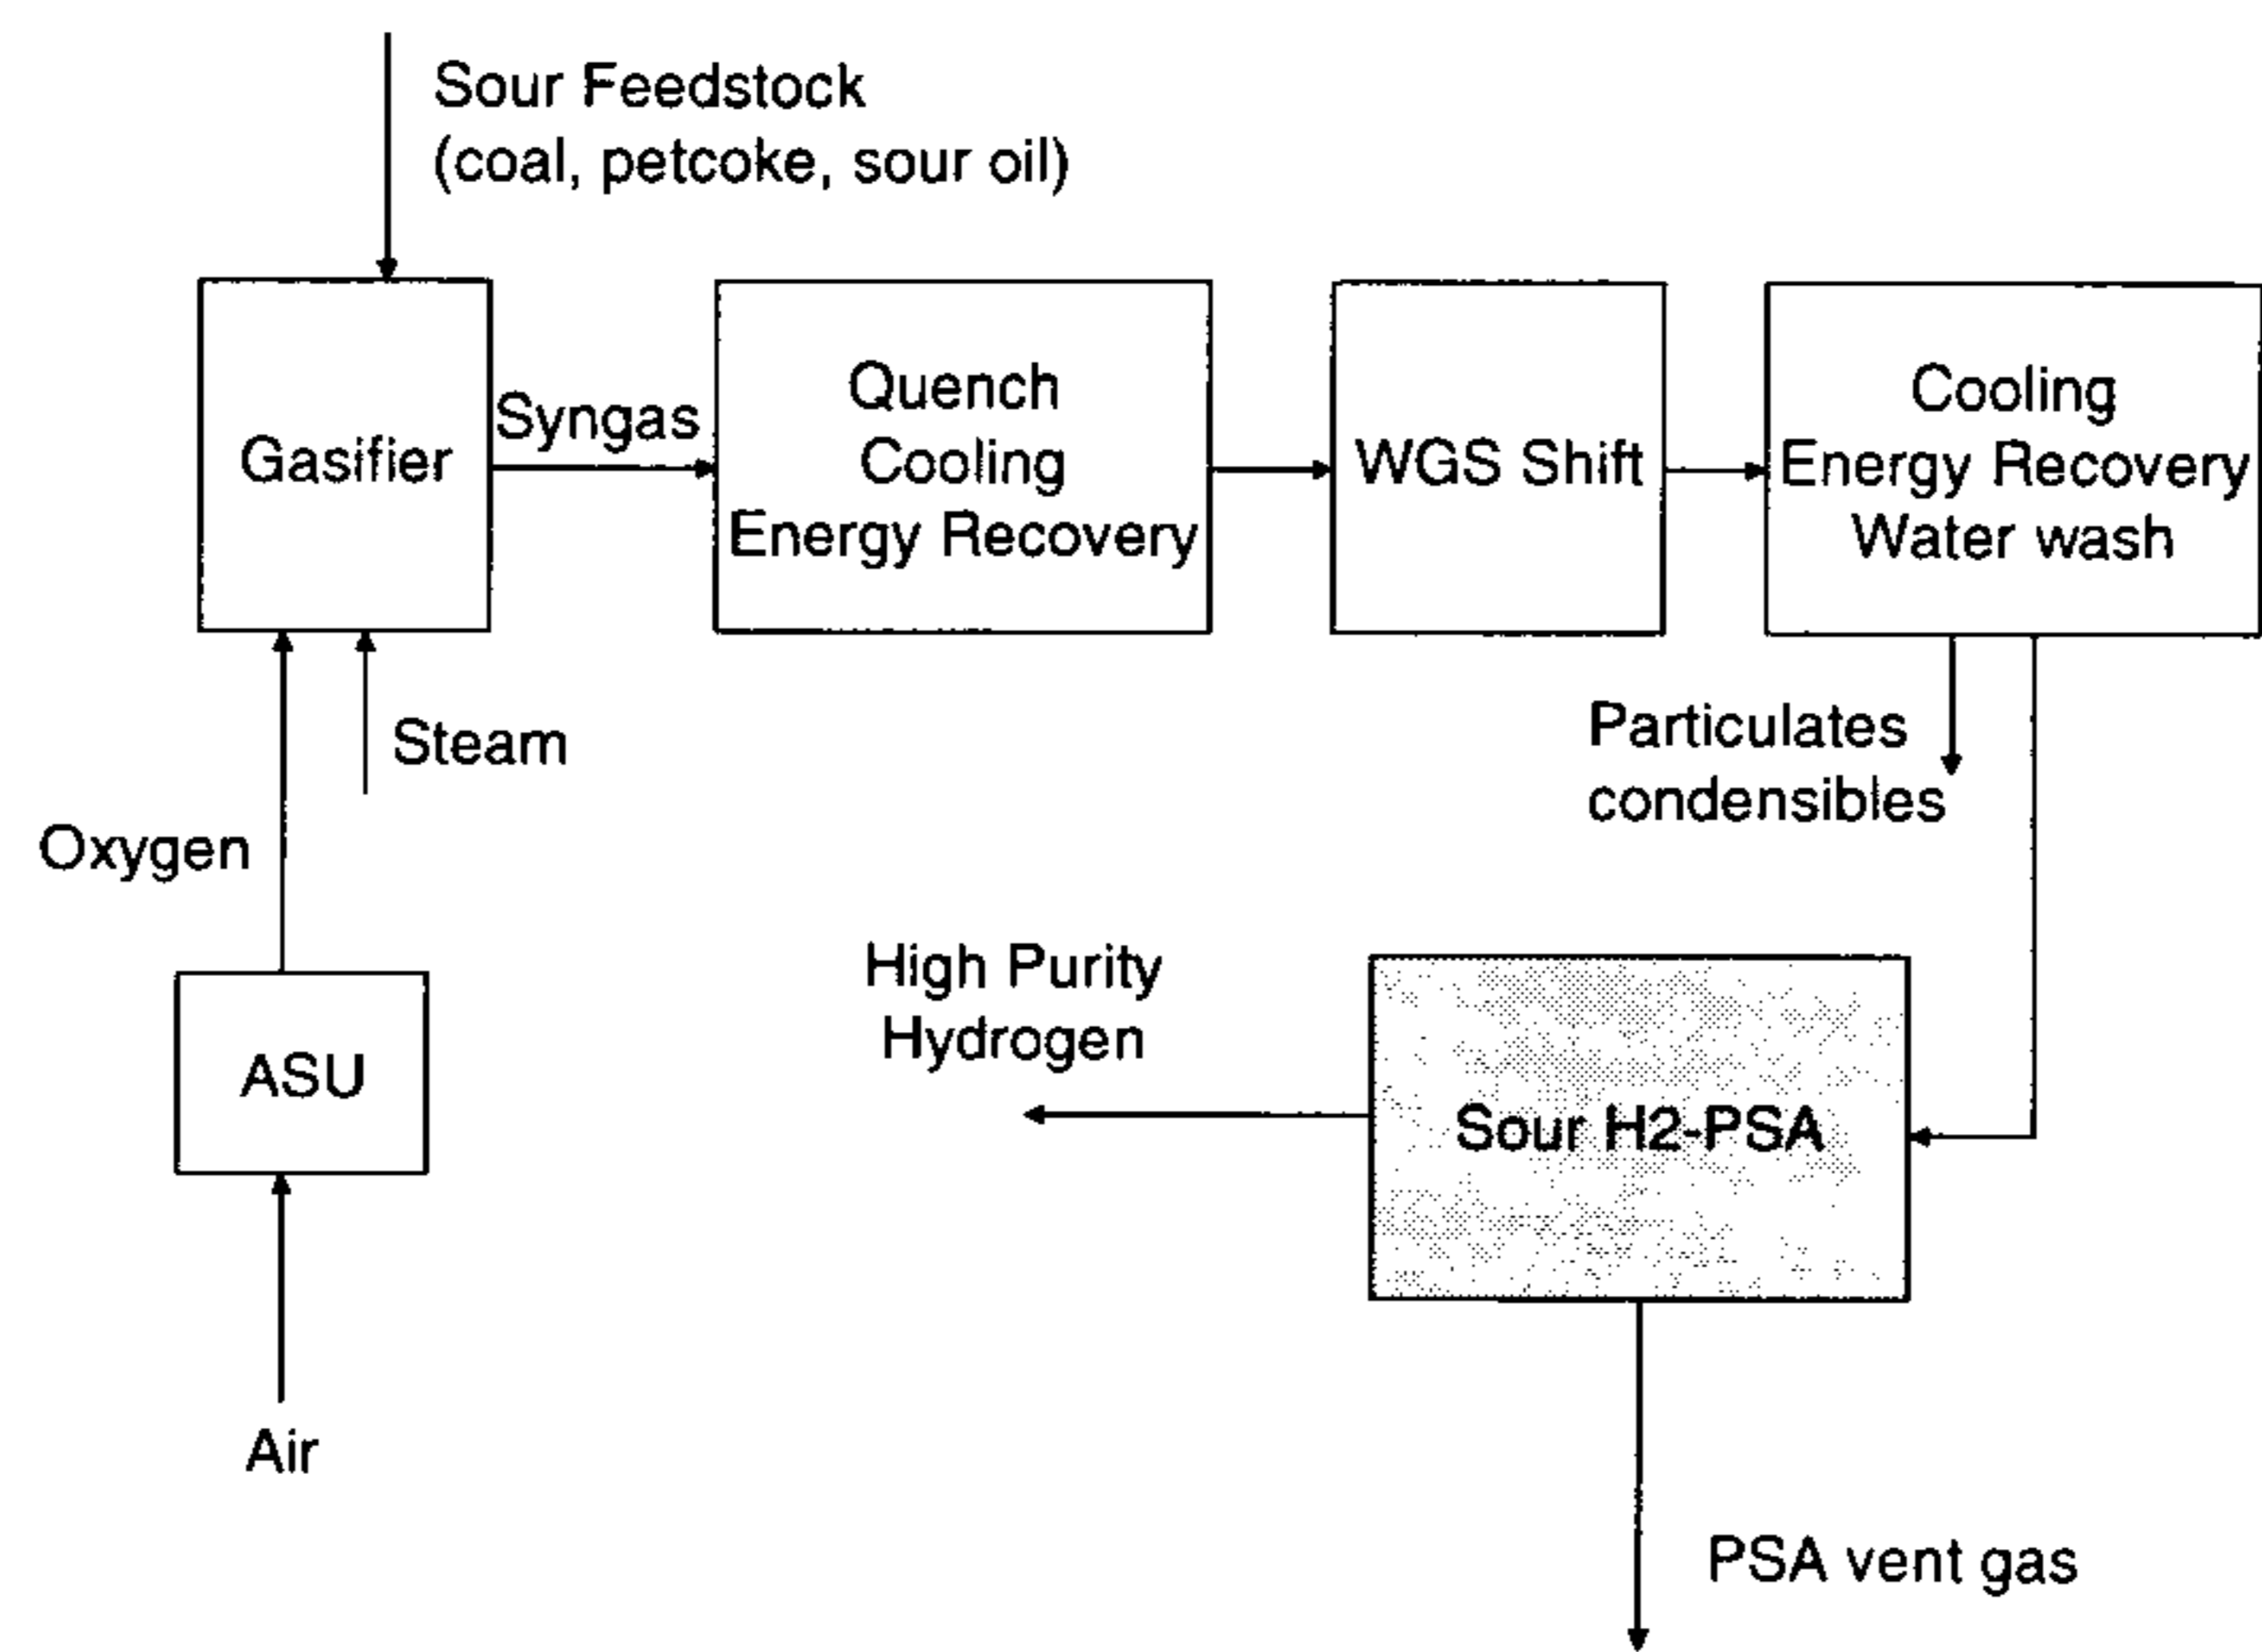 Sour Feedstock
(coal, petcoke, sour oil)
Gasifier
Syngas
Quench
Cooling
Energy Recovery
WGS Shift
Cooling
Energy Recovery
Water wash
Steam
Particulates
condensibles
Oxygen
High Purity
Hydrogen
ASU
Sour H2-PSA
Air
PSA vent gas